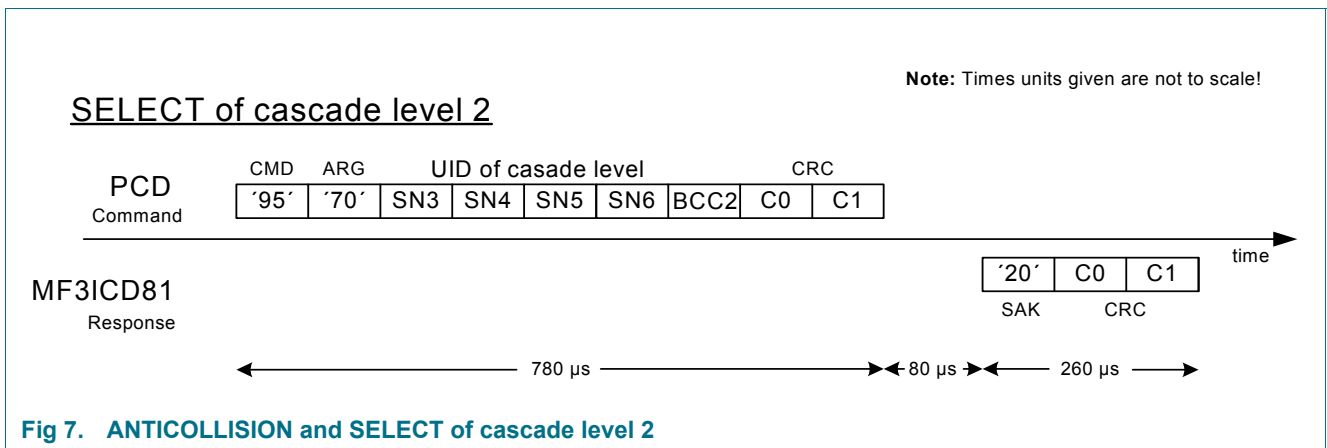 Note: Times units given are not to scale!
SELECT of cascade level 2
CMD ARG UID of casade level CRC
PCD
Command
´95´ ´70´ SN3 SN4 SN5 SN6 BCC2 C0 C1
time
MF3ICD81
Response
´20´ C0 C1
SAK CRC
780 µs 80 µs 260 µs
Fig 7. ANTICOLLISION and SELECT of cascade level 2